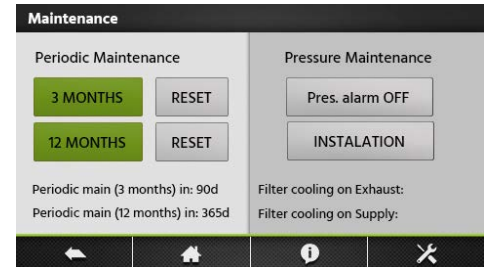 Maintenance
Periodic Maintenance
3 MONTHS RESET
12 MONTHS RESET
Periodic main (3 months) in: 90d
Periodic main (12 months) in: 365d
Pressure Maintenance
Pres. alarm OFF
INSTALATION
Filter cooling on Exhaust:
Filter cooling on Supply: